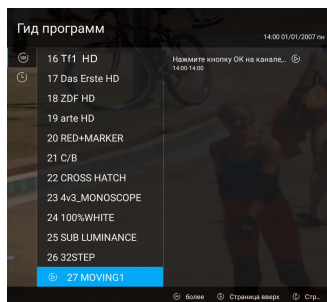 Гид программ
14:00 01/01/2007 пн
16 Tf1 HD
Нажмите кнопку ОК на канале,..
14:00-14:00
17 Das Erste HD
18 ZDF HD
19 arte HD
20 RED+MARKER
21 C/B
22 CROSS HATCH
23 4v3_MONOSCOPE
24 100%WHITE
25 SUB LUMINANCE
26 32STEP
27 MOVING1
более Страница вверх Стр...